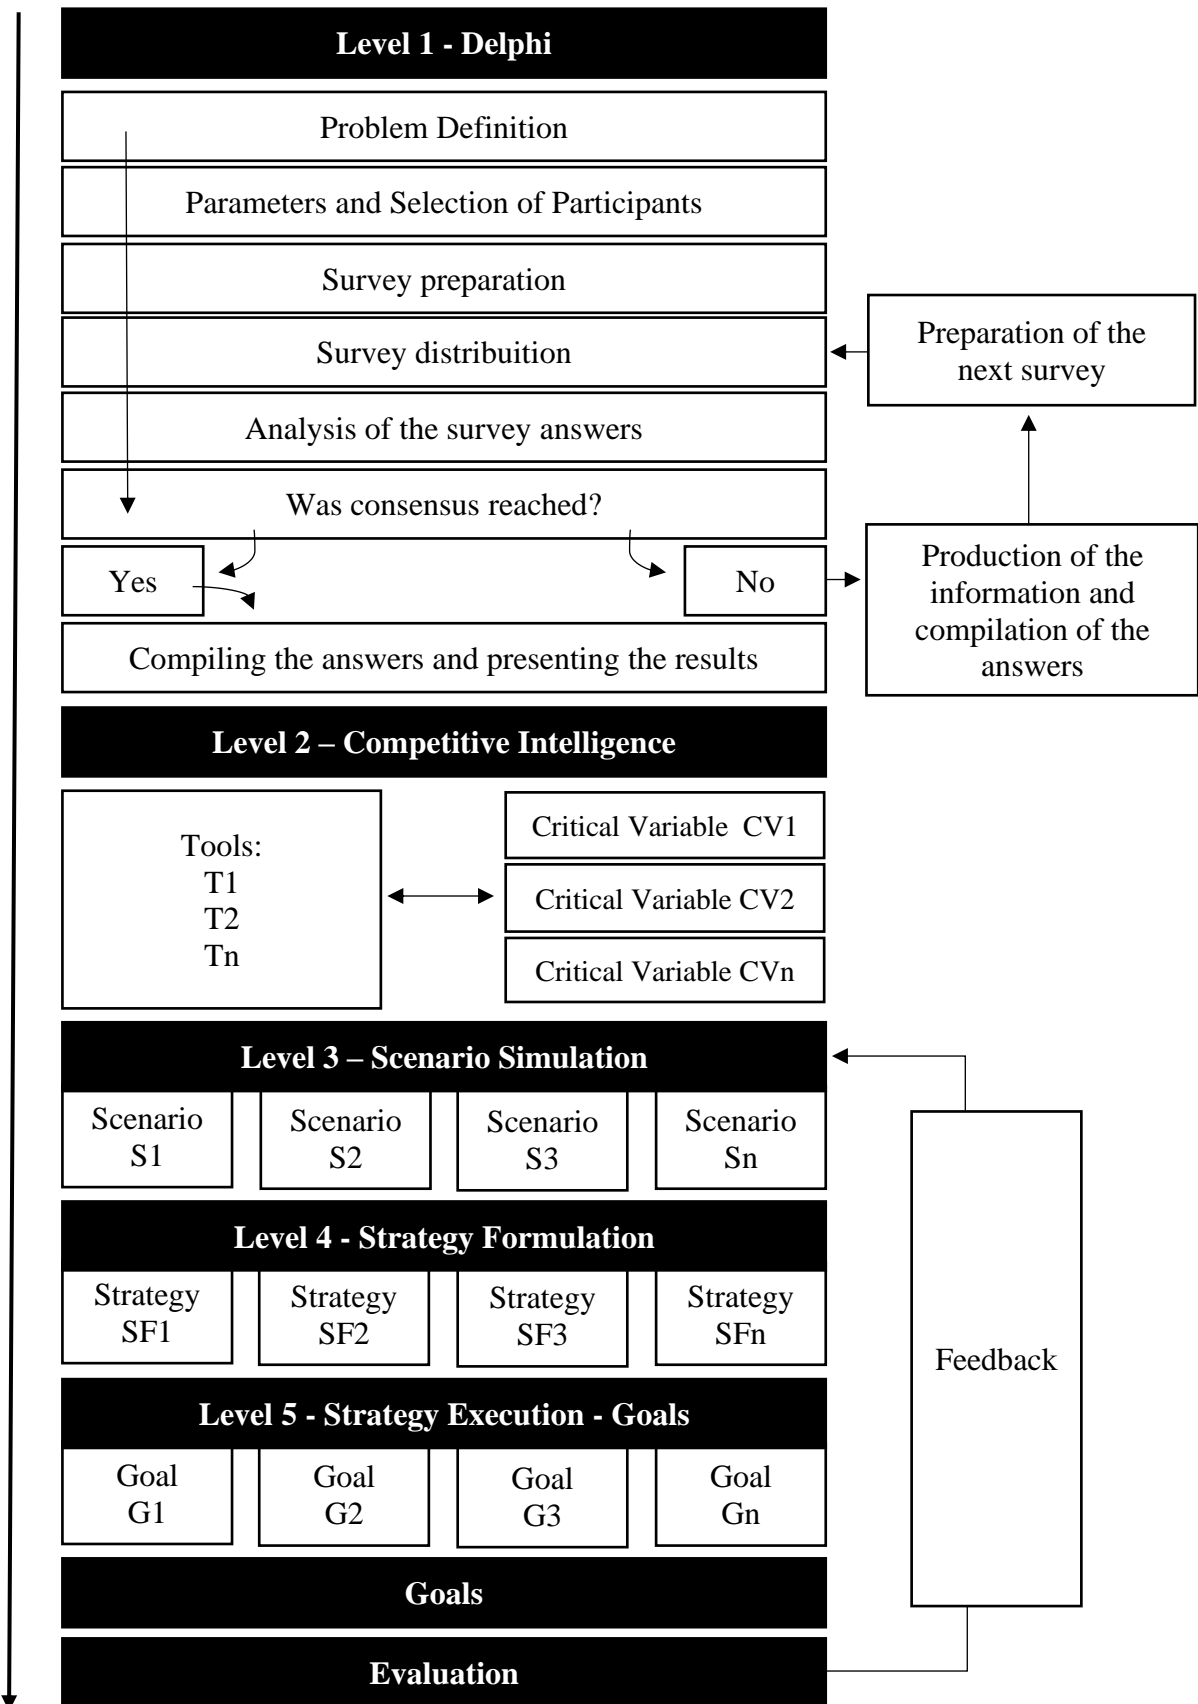 Level 1 - Delphi
Problem Definition
Parameters and Selection of Participants
Survey preparation
Survey distribuition
Preparation of the
next survey
Analysis of the survey answers
Was consensus reached?
Yes
No
Production of the
information and
compilation of the
answers
Compiling the answers and presenting the results
Level 2 – Competitive Intelligence
Tools:
T1
T2
Tn
Critical Variable  CV1
Critical Variable CV2
Critical Variable CVn
Level 3 – Scenario Simulation
Scenario
S1
Scenario
S2
Scenario
S3
Scenario
Sn
Level 4 - Strategy Formulation
Strategy
SF1
Strategy
SF2
Strategy
SF3
Strategy
SFn
Feedback
Level 5 - Strategy Execution - Goals
Goal
G1
Goal
G2
Goal
G3
Goal
Gn
Goals
Evaluation